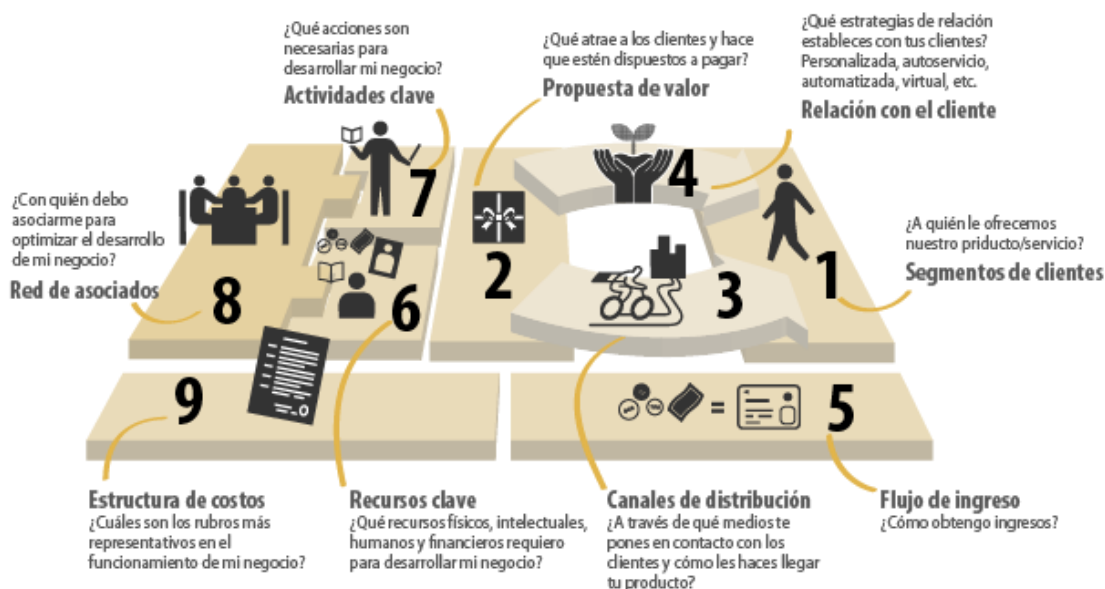 ¿Qué acciones son
necesarias para
desarrollar mi negocio?
Actividades clave
¿Qué atrae a los clientes y hace
que estén dispuestos a pagar?
Propuesta de valor
¿Qué estrategias de relación
estableces con tus clientes?
Personalizada, autoservicio,
automatizada, virtual, etc.
Relación con el cliente
¿Con quién debo
asociarme para
optimizar el desarrollo
de mi negocio?
Red de asociados
¿A quién le ofrecemos
nuestro priducto/servicio?
Segmentos de clientes
7
4
8
6
2
3
1
9
=
5
Estructura de costos
¿Cuáles son los rubros más
representativos en el
funcionamiento de mi negocio?
Recursos clave
¿Qué recursos físicos, intelectuales,
humanos y financieros requiero
para desarrollar mi negocio?
Canales de distribución
¿A través de qué medios te
pones en contacto con los
clientes y cómo les haces llegar
tu producto?
Flujo de ingreso
¿Cómo obtengo ingresos?